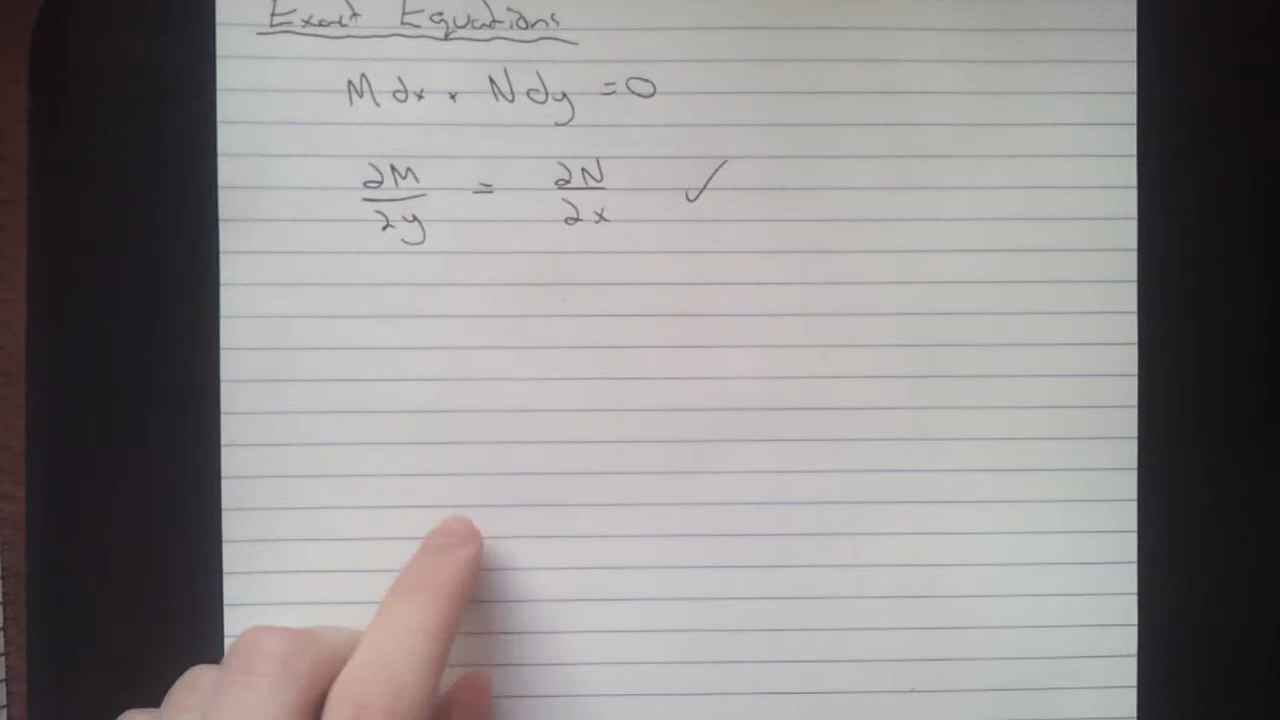 Exact Equations
M dx + N dy = 0
∂M/∂y = ∂N/∂x ✓